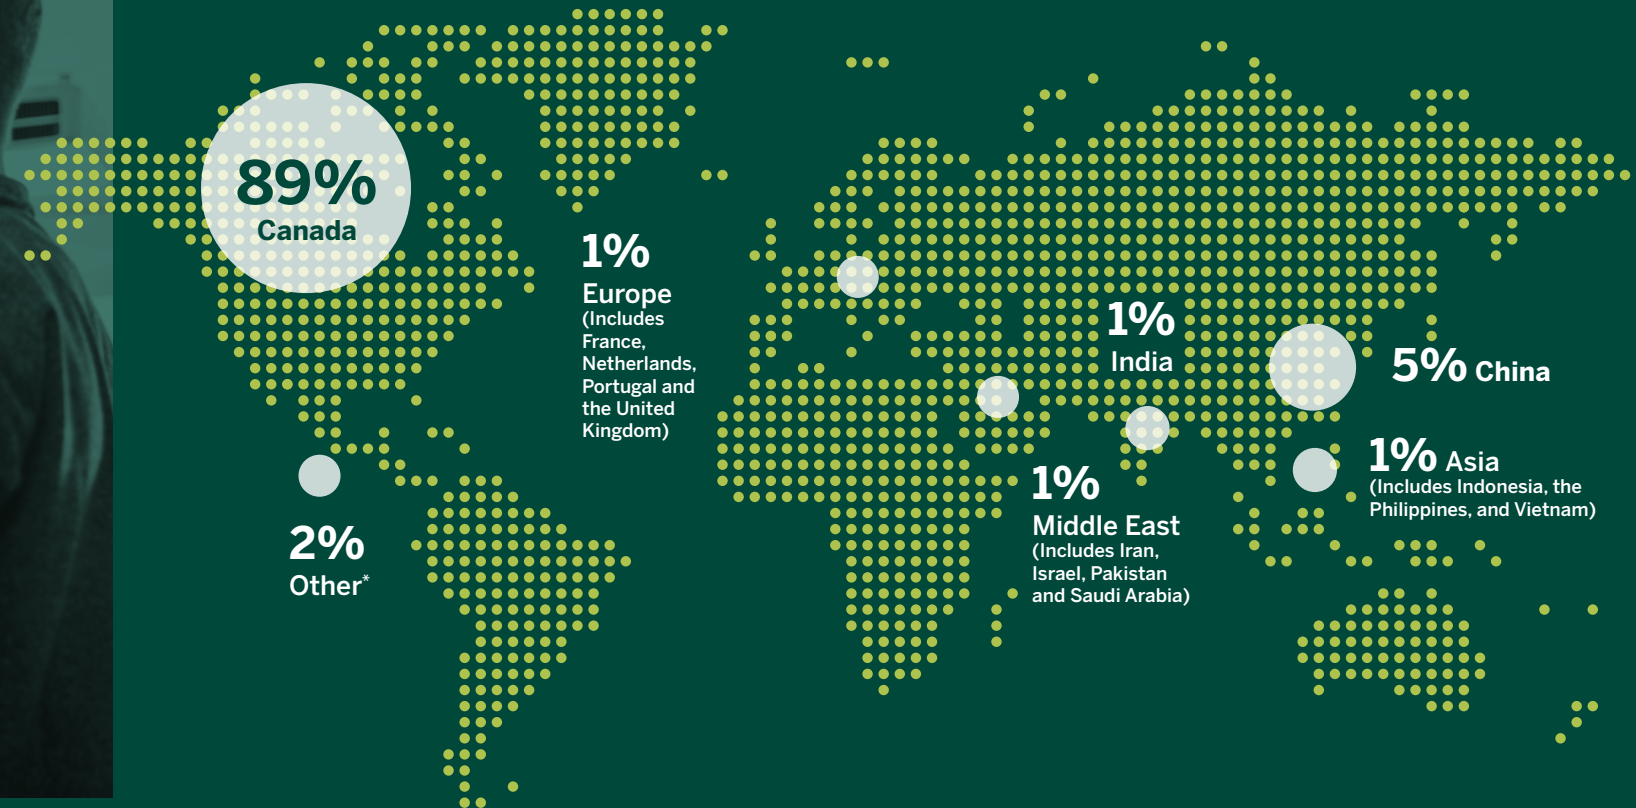 89%
Canada
1%
Europe
(Includes
France,
Netherlands,
Portugal and
the United
Kingdom)
1%
India
5% China
1% Asia
(Includes Indonesia, the
Philippines, and Vietnam)
1%
Middle East
(Includes Iran,
Israel, Pakistan
and Saudi Arabia)
2%
Other*